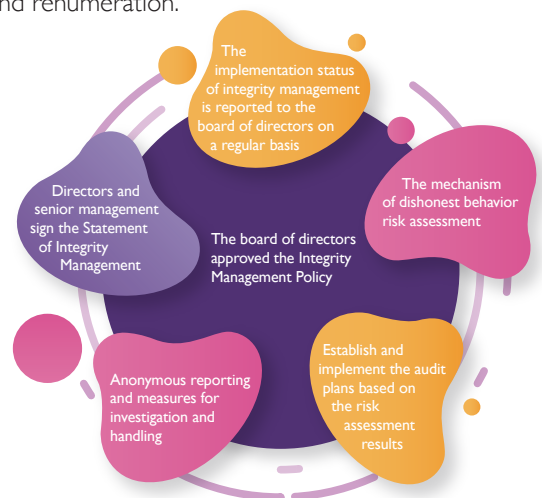 nd renumeration.
The
implementation status
of integrity management
is reported to the
board of directors on
a regular basis
Directors and
senior management
sign the Statement
of Integrity
Management
The mechanism
of dishonest behavior
risk assessment
The board of directors
approved the Integrity
Management Policy
Anonymous reporting
and measures for
investigation and
handling
Establish and
implement the audit
plans based on
the risk
assessment
results